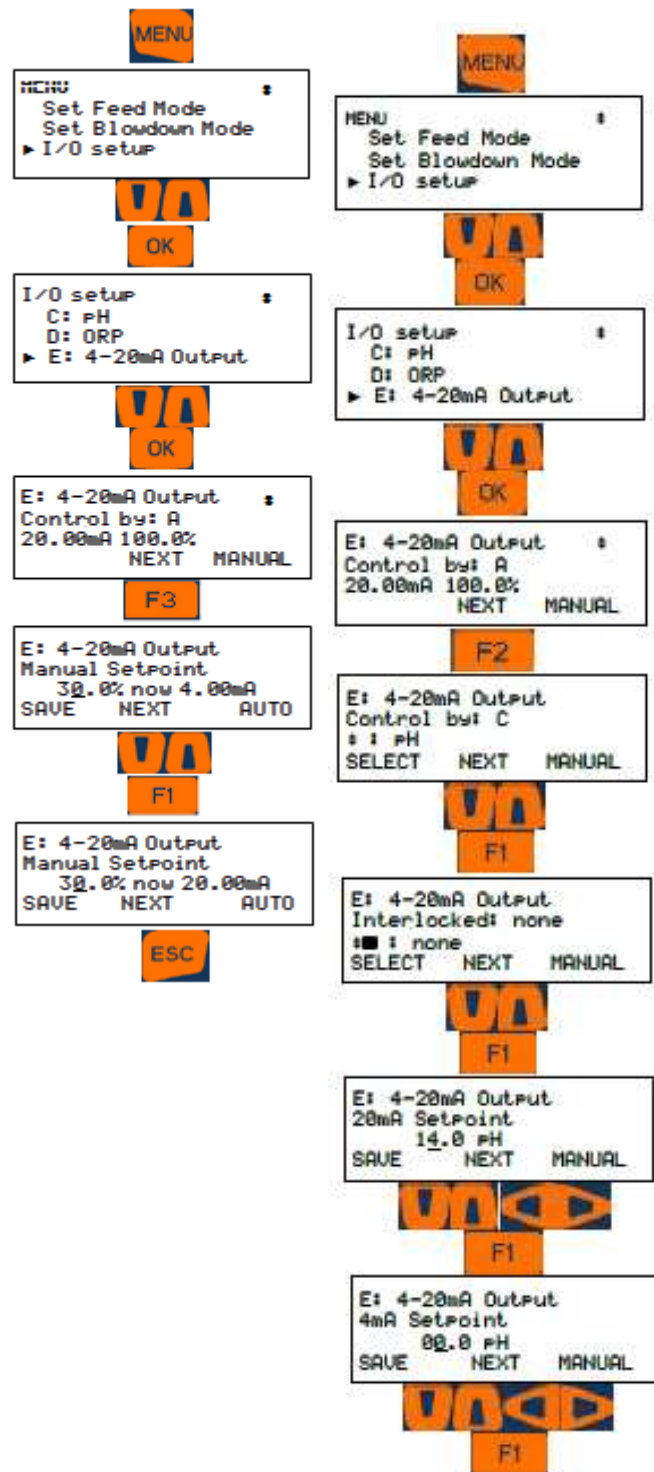 MENU
MENU
Set Feed Mode
Set Blowdown Mode
▶ I/O setup
OK
I/O setup
C: pH
D: ORP
▶ E: 4-20mA Output
OK
E: 4-20mA Output
Control by: A
20.00mA 100.0%
NEXT MANUAL
F3
E: 4-20mA Output
Manual Setpoint
30.0% now 4.00mA
SAVE NEXT AUTO
F1
E: 4-20mA Output
Manual Setpoint
30.0% now 20.00mA
SAVE NEXT AUTO
ESC
MENU
MENU
Set Feed Mode
Set Blowdown Mode
▶ I/O setup
OK
I/O setup
C: pH
D: ORP
▶ E: 4-20mA Output
OK
E: 4-20mA Output
Control by: A
20.00mA 100.0%
NEXT MANUAL
F2
E: 4-20mA Output
Control by: C
: pH
SELECT NEXT MANUAL
F1
E: 4-20mA Output
Interlocked: none
: none
SELECT NEXT MANUAL
F1
E: 4-20mA Output
20mA Setpoint
14.0 pH
SAVE NEXT MANUAL
F1
E: 4-20mA Output
4mA Setpoint
00.0 pH
SAVE NEXT MANUAL
F1